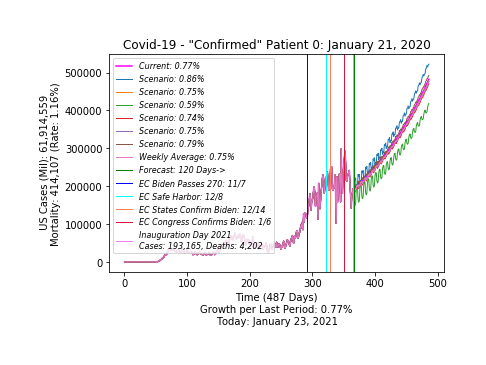 Covid-19 - "Confirmed" Patient 0: January 21, 2020
US Cases (Mill): 61,914,559
Mortality: 414,107 (Rate: 1.16%)
500000
400000
300000
200000
100000
0
Current: 0.77%
Scenario: 0.86%
Scenario: 0.75%
Scenario: 0.59%
Scenario: 0.74%
Scenario: 0.75%
Scenario: 0.79%
Weekly Average: 0.75%
Forecast: 120 Days->
EC Biden Passes 270: 11/7
EC Safe Harbor: 12/8
EC States Confirm Biden: 12/14
EC Congress Confirms Biden: 1/6
Inauguration Day 2021
Cases: 193,165, Deaths: 4,202
0 100 200 300 400 500
Time (487 Days)
Growth per Last Period: 0.77%
Today: January 23, 2021